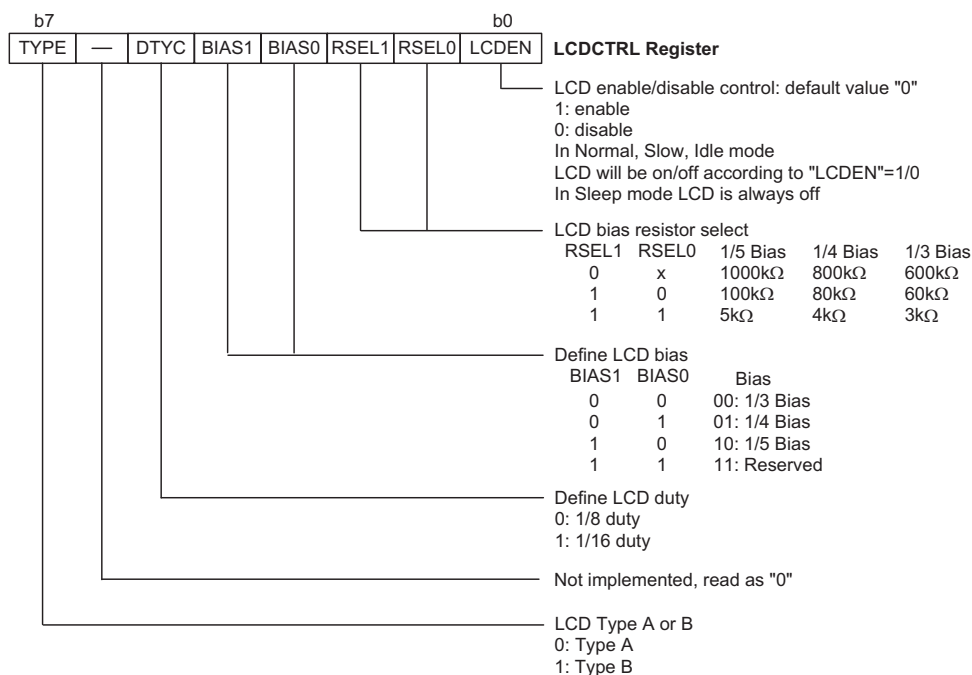 b7 b0
TYPE — DTYC BIAS1 BIAS0 RSEL1 RSEL0 LCDEN LCDCTRL Register
LCD enable/disable control: default value "0"
1: enable
0: disable
In Normal, Slow, Idle mode
LCD will be on/off according to "LCDEN"=1/0
In Sleep mode LCD is always off
LCD bias resistor select
RSEL1 RSEL0 1/5 Bias 1/4 Bias 1/3 Bias
0 x 1000kΩ 800kΩ 600kΩ
1 0 100kΩ 80kΩ 60kΩ
1 1 5kΩ 4kΩ 3kΩ
Define LCD bias
BIAS1 BIAS0 Bias
0 0 00: 1/3 Bias
0 1 01: 1/4 Bias
1 0 10: 1/5 Bias
1 1 11: Reserved
Define LCD duty
0: 1/8 duty
1: 1/16 duty
Not implemented, read as "0"
LCD Type A or B
0: Type A
1: Type B